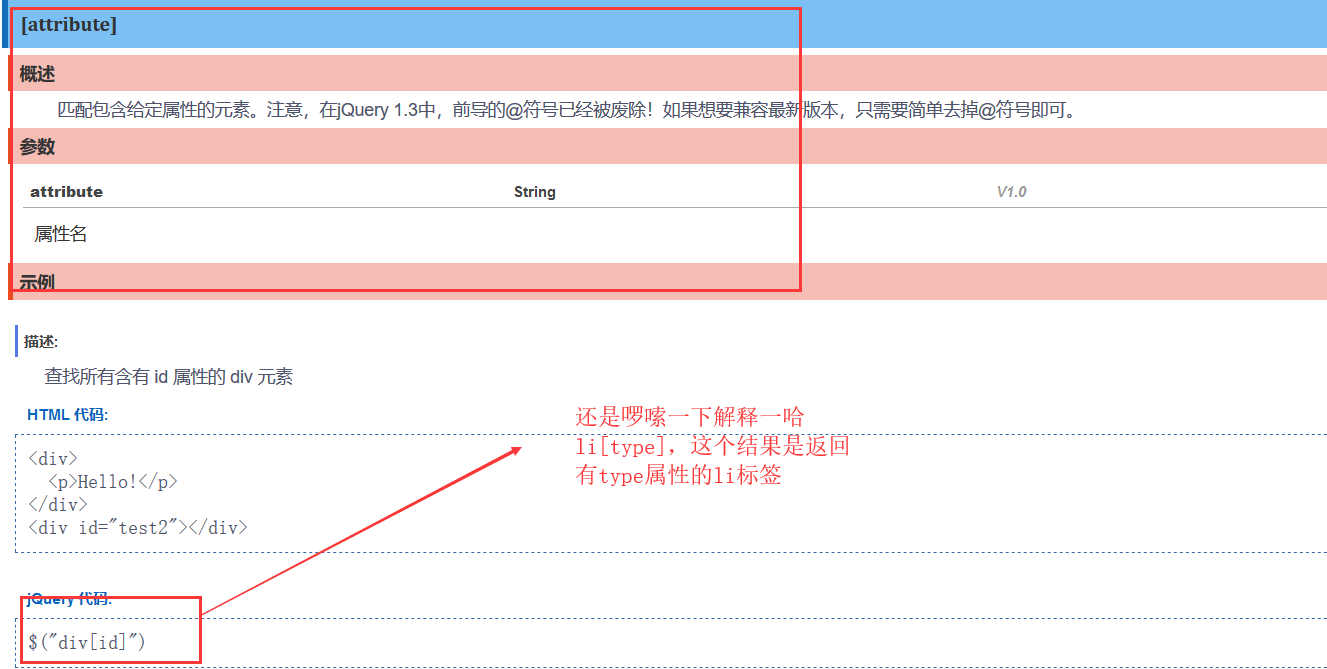 [attribute]
概述
匹配包含给定属性的元素。注意，在jQuery 1.3中，前导的@符号已经被废除！如果想要兼容最新版本，只需要简单去掉@符号即可。
参数
attribute String V1.0
属性名
示例
描述:
查找所有含有 id 属性的 div 元素
HTML 代码:
还是啰嗦一下解释一哈
li[type]，这个结果是返回
有type属性的li标签
<div>
<p>Hello!</p>
</div>
<div id="test2"></div>
jQuery 代码:
$("div[id]")